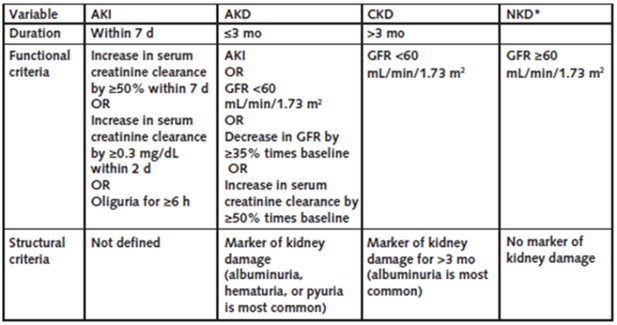 Variable AKI AKD CKD NKD*
Duration Within 7 d ≤3 mo >3 mo
Functional criteria
Increase in serum
creatinine clearance
by ≥50% within 7 d
OR
Increase in serum
creatinine clearance
by ≥0.3 mg/dL
within 2 d
OR
Oliguria for ≥6 h
AKI
OR
GFR <60
mL/min/1.73 m²
OR
Decrease in GFR by
≥35% times baseline
OR
Increase in serum
creatinine clearance by
≥50% times baseline
GFR <60
mL/min/1.73 m²
GFR ≥60
mL/min/1.73 m²
Structural
criteria
Not defined
Marker of kidney
damage
(albuminuria,
hematuria, or pyuria
is most common)
Marker of kidney
damage for >3 mo
(albuminuria is most
common)
No marker of
kidney damage